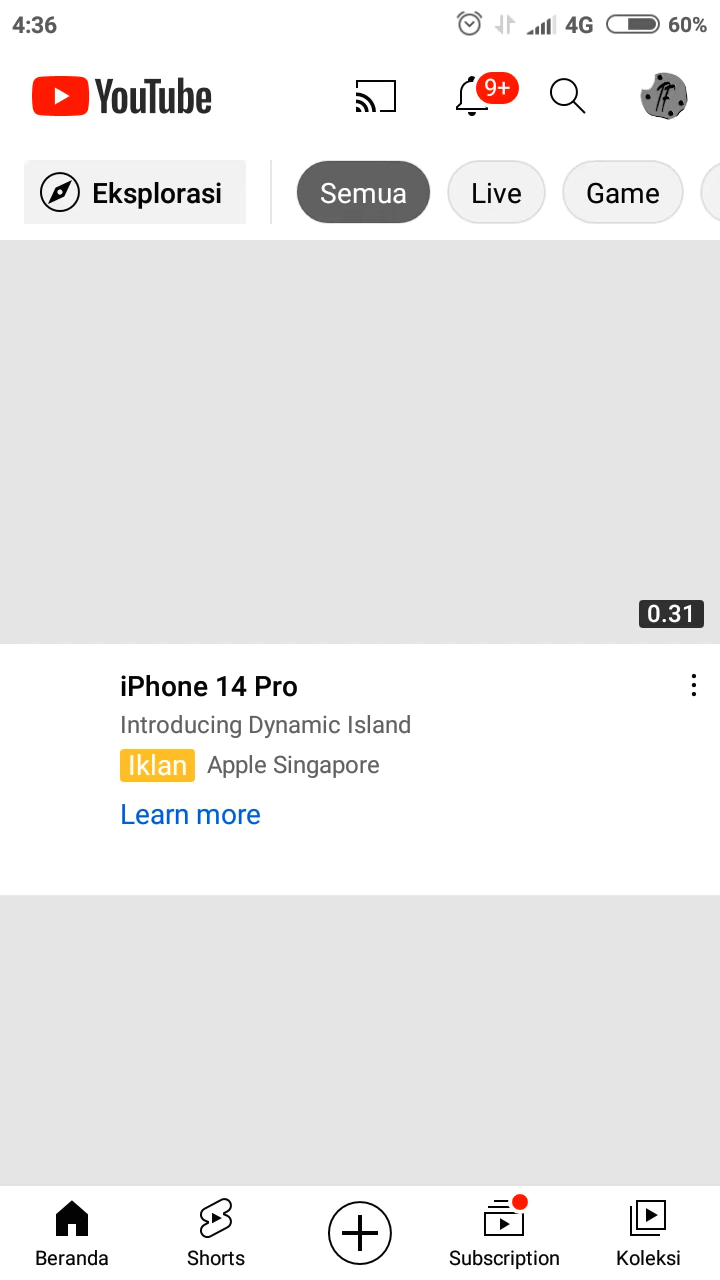 4:36 4G 60%
YouTube 9+
Eksplorasi Semua Live Game
0.31
iPhone 14 Pro
Introducing Dynamic Island
Iklan Apple Singapore
Learn more
Beranda Shorts Subscription Koleksi